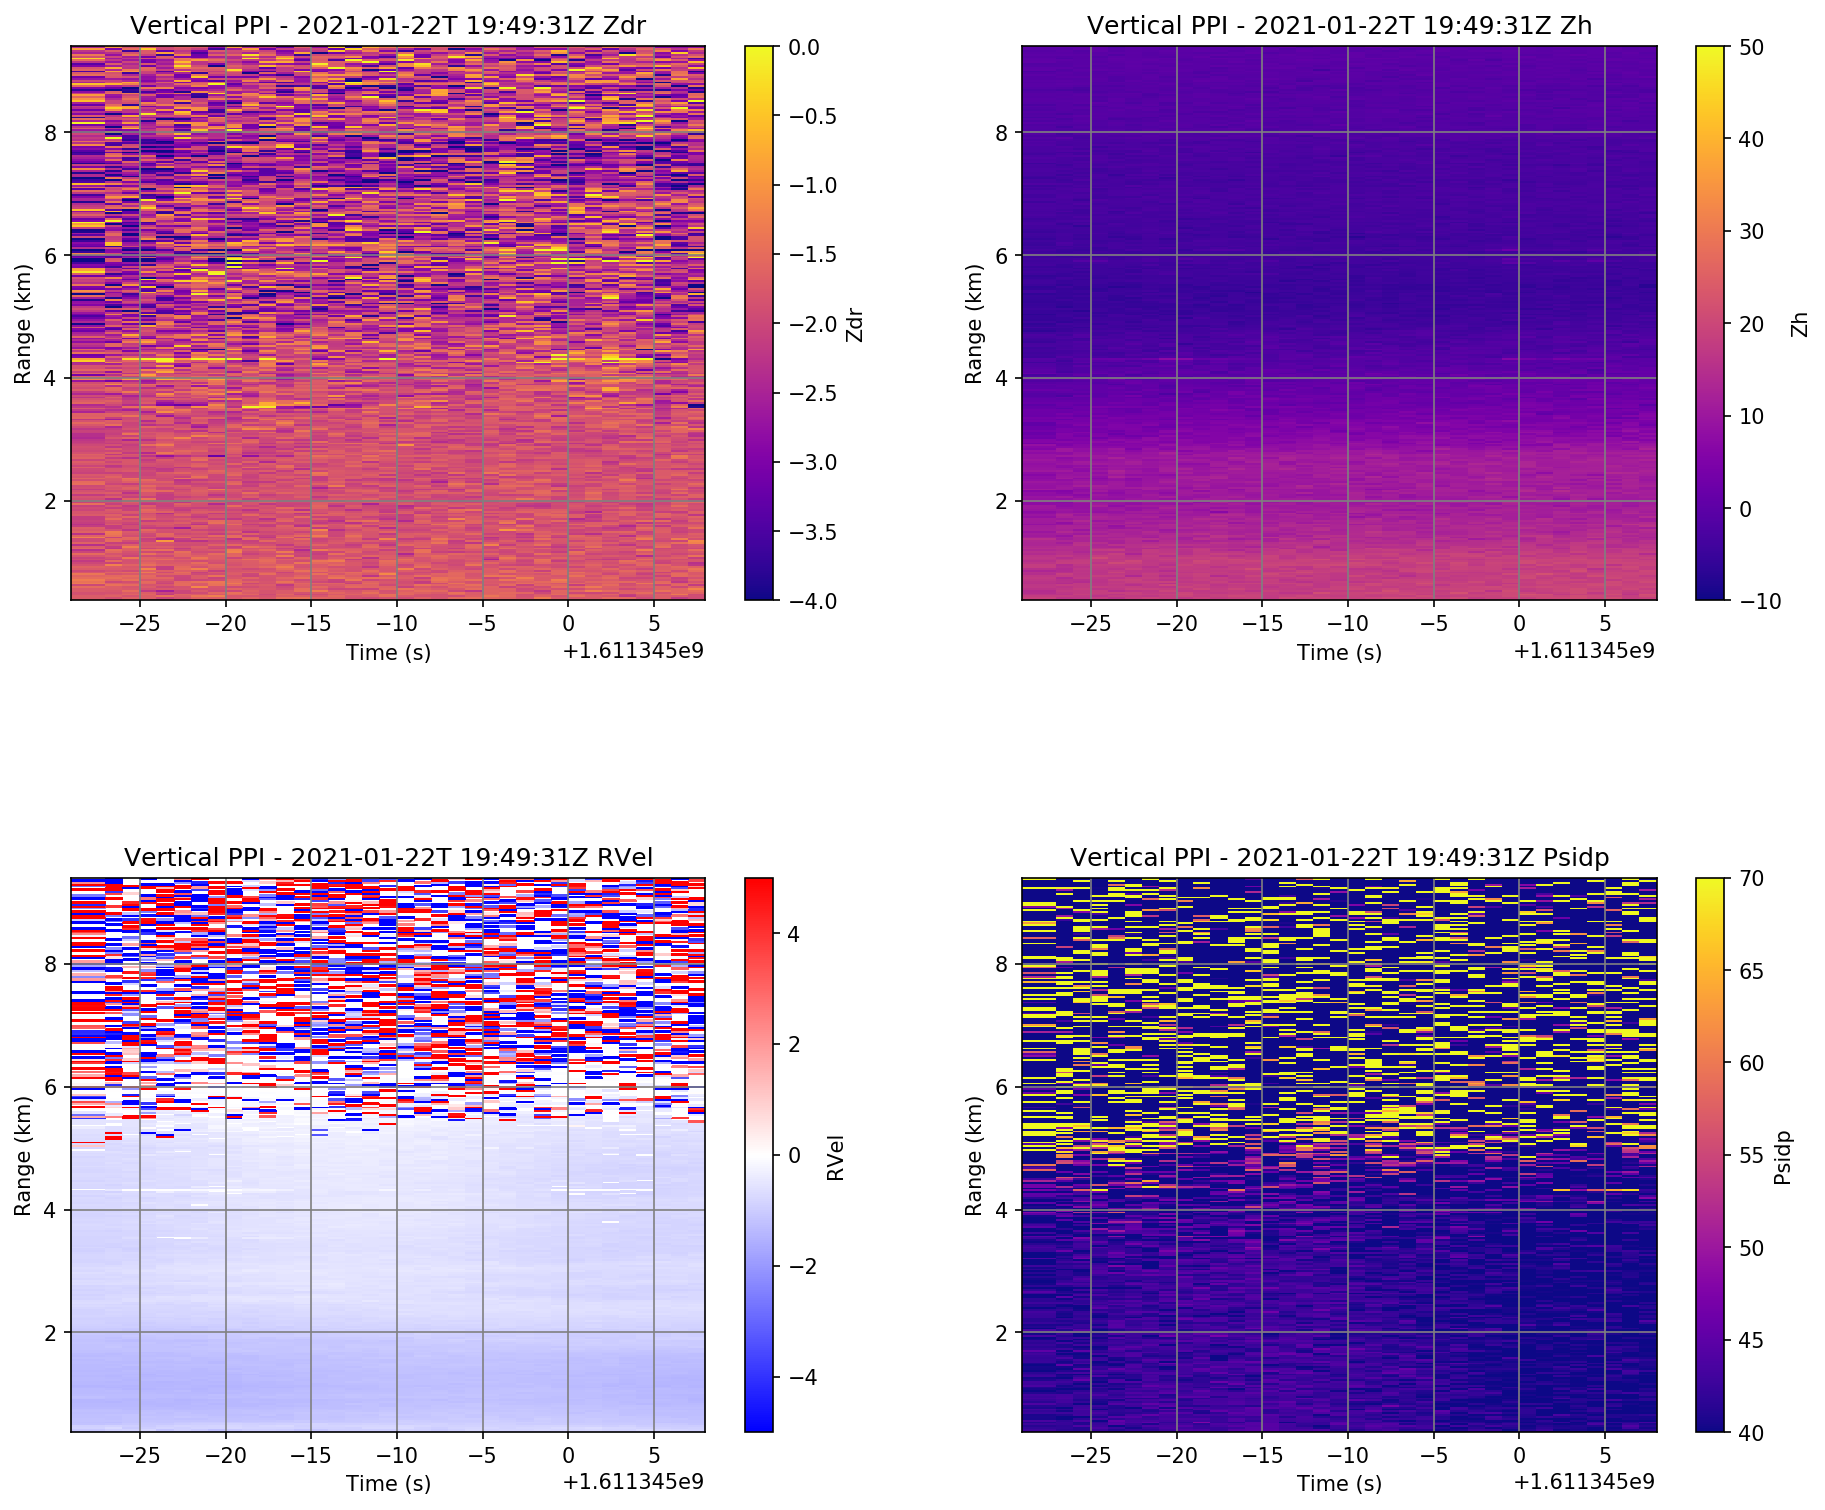 Vertical PPI - 2021-01-22T 19:49:31Z Zdr
Range (km)
8
6
4
2
−25 −20 −15 −10 −5 0 5
Time (s)
+1.611345e9
0.0
−0.5
−1.0
−1.5
−2.0
−2.5
−3.0
−3.5
−4.0
Zdr
Vertical PPI - 2021-01-22T 19:49:31Z Zh
Range (km)
8
6
4
2
−25 −20 −15 −10 −5 0 5
Time (s)
+1.611345e9
50
40
30
20
10
0
−10
Zh
Vertical PPI - 2021-01-22T 19:49:31Z RVel
Range (km)
8
6
4
2
−25 −20 −15 −10 −5 0 5
Time (s)
+1.611345e9
4
2
0
−2
−4
RVel
Vertical PPI - 2021-01-22T 19:49:31Z Psidp
Range (km)
8
6
4
2
−25 −20 −15 −10 −5 0 5
Time (s)
+1.611345e9
70
65
60
55
50
45
40
Psidp